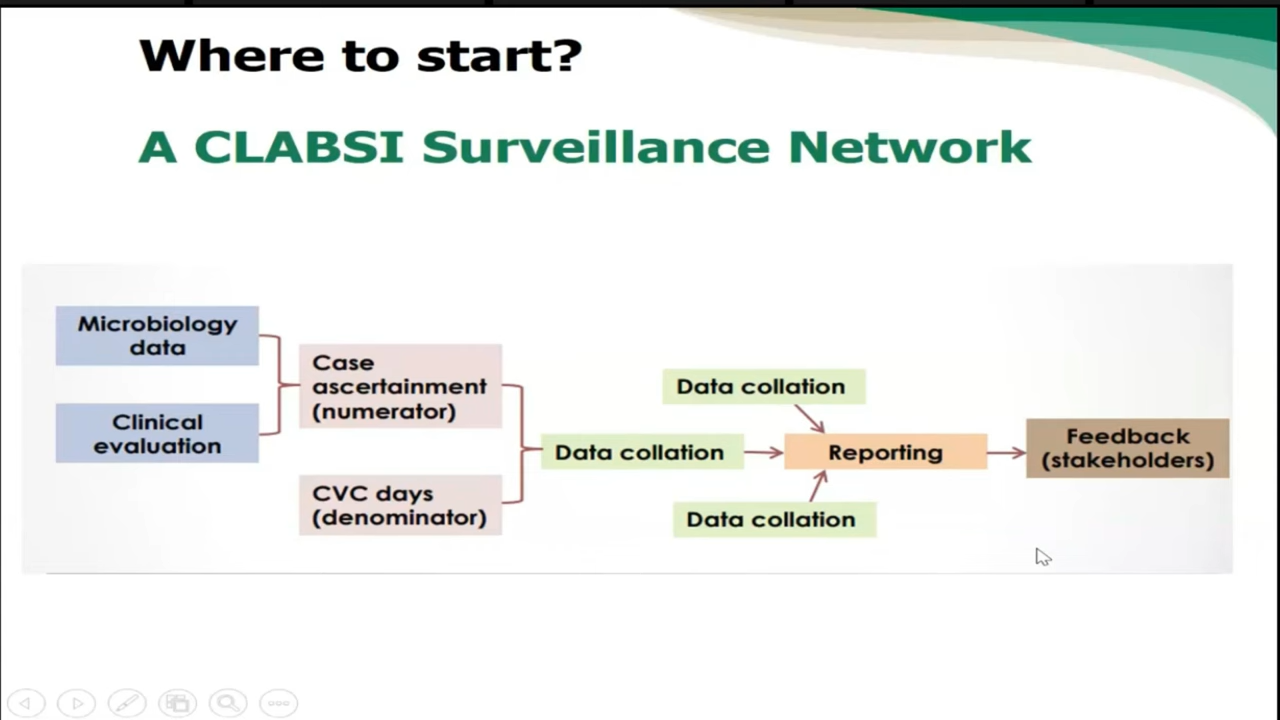 Where to start?
A CLABSI Surveillance Network
Microbiology
data
Clinical
evaluation
Case
ascertainment
(numerator)
CVC days
(denominator)
Data collation
Data collation
Data collation
Reporting
Feedback
(stakeholders)